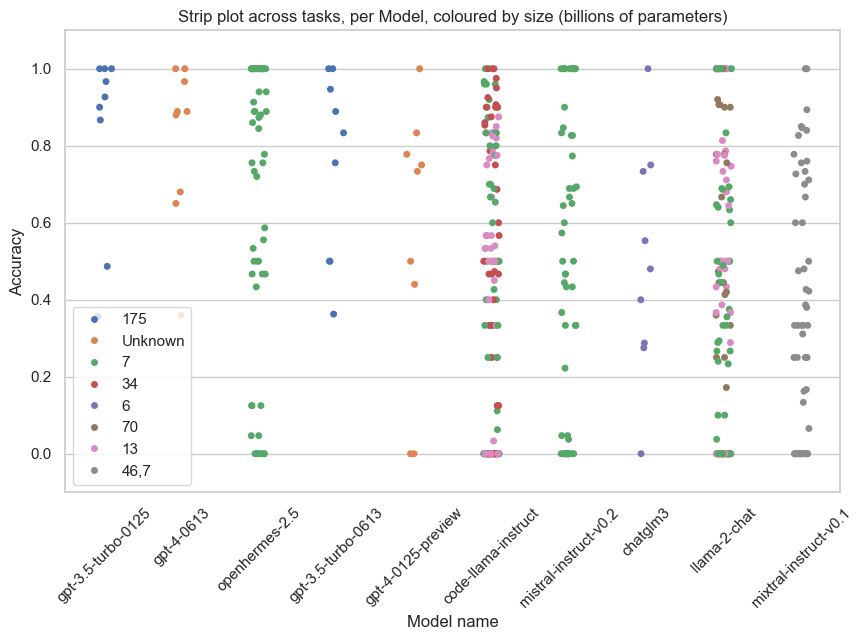 Strip plot across tasks, per Model, coloured by size (billions of parameters)
Accuracy
1.0
0.8
0.6
0.4
0.2
0.0
175
Unknown
7
34
6
70
13
46,7
gpt-3.5-turbo-0125
gpt-4-0613
openhermes-2.5
gpt-3.5-turbo-0613
gpt-4-0125-preview
code-llama-instruct
mistral-instruct-v0.2
chatglm3
llama-2-chat
mixtral-instruct-v0.1
Model name